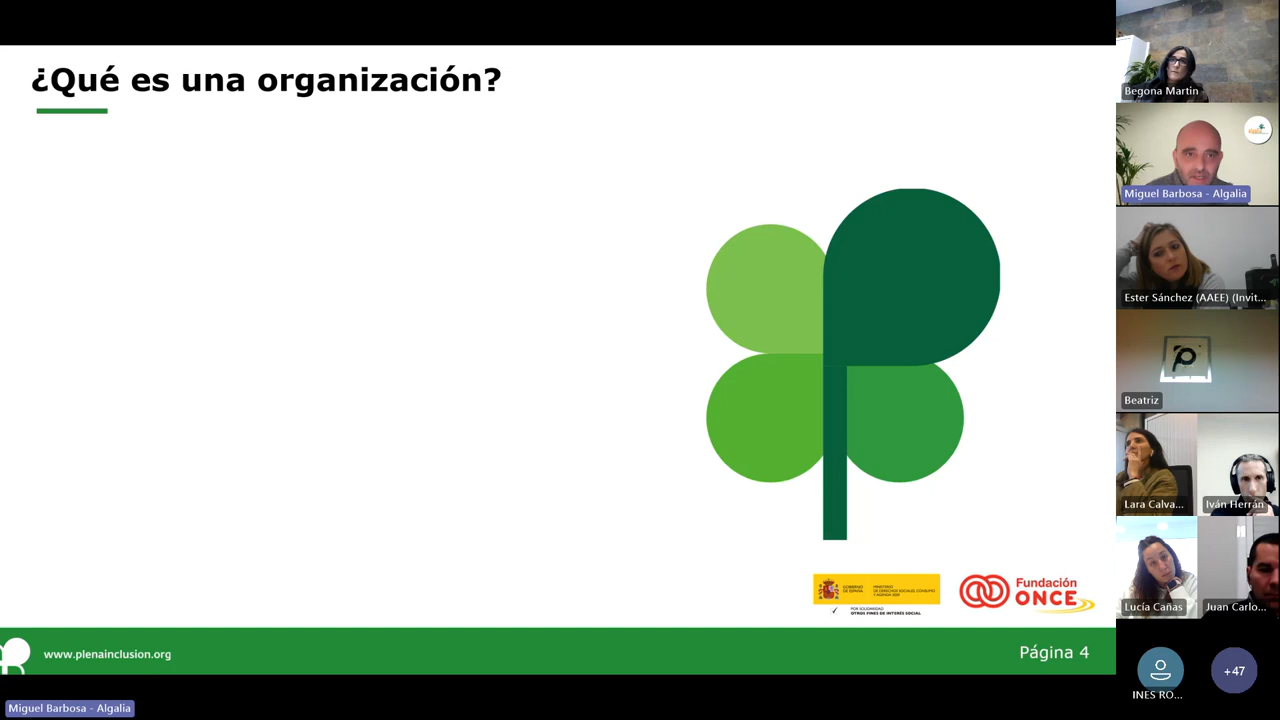 ¿Qué es una organización?
GOBIERNO
DE ESPAÑA
MINISTERIO
DE DERECHOS SOCIALES, CONSUMO
Y AGENDA 2030
POR SOLIDARIDAD
OTROS FINES DE INTERÉS SOCIAL
Fundación
ONCE
www.plenainclusion.org
Página 4
Miguel Barbosa - Algalia
Begona Martin
Miguel Barbosa - Algalia
Ester Sánchez (AAEE) (Invit...
Beatriz
Lara Calva...
Iván Herrán
Lucía Cañas
Juan Carlo...
INES RO...
+47